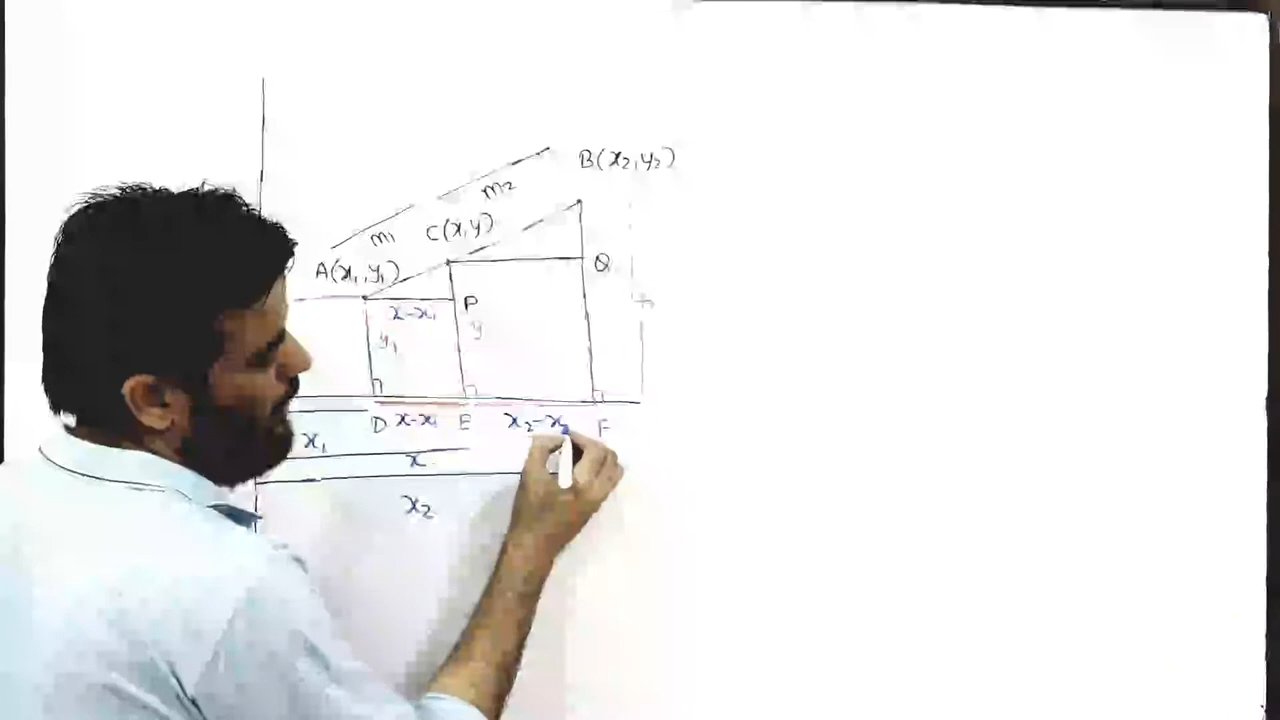 B(x₂,y₂)
m₂
m₁
C(x,y)
A(x₁,y₁)
Q
P
x-x₁
y
y₁
D x-x₁ E x₂-x F
x₁
x
x₂